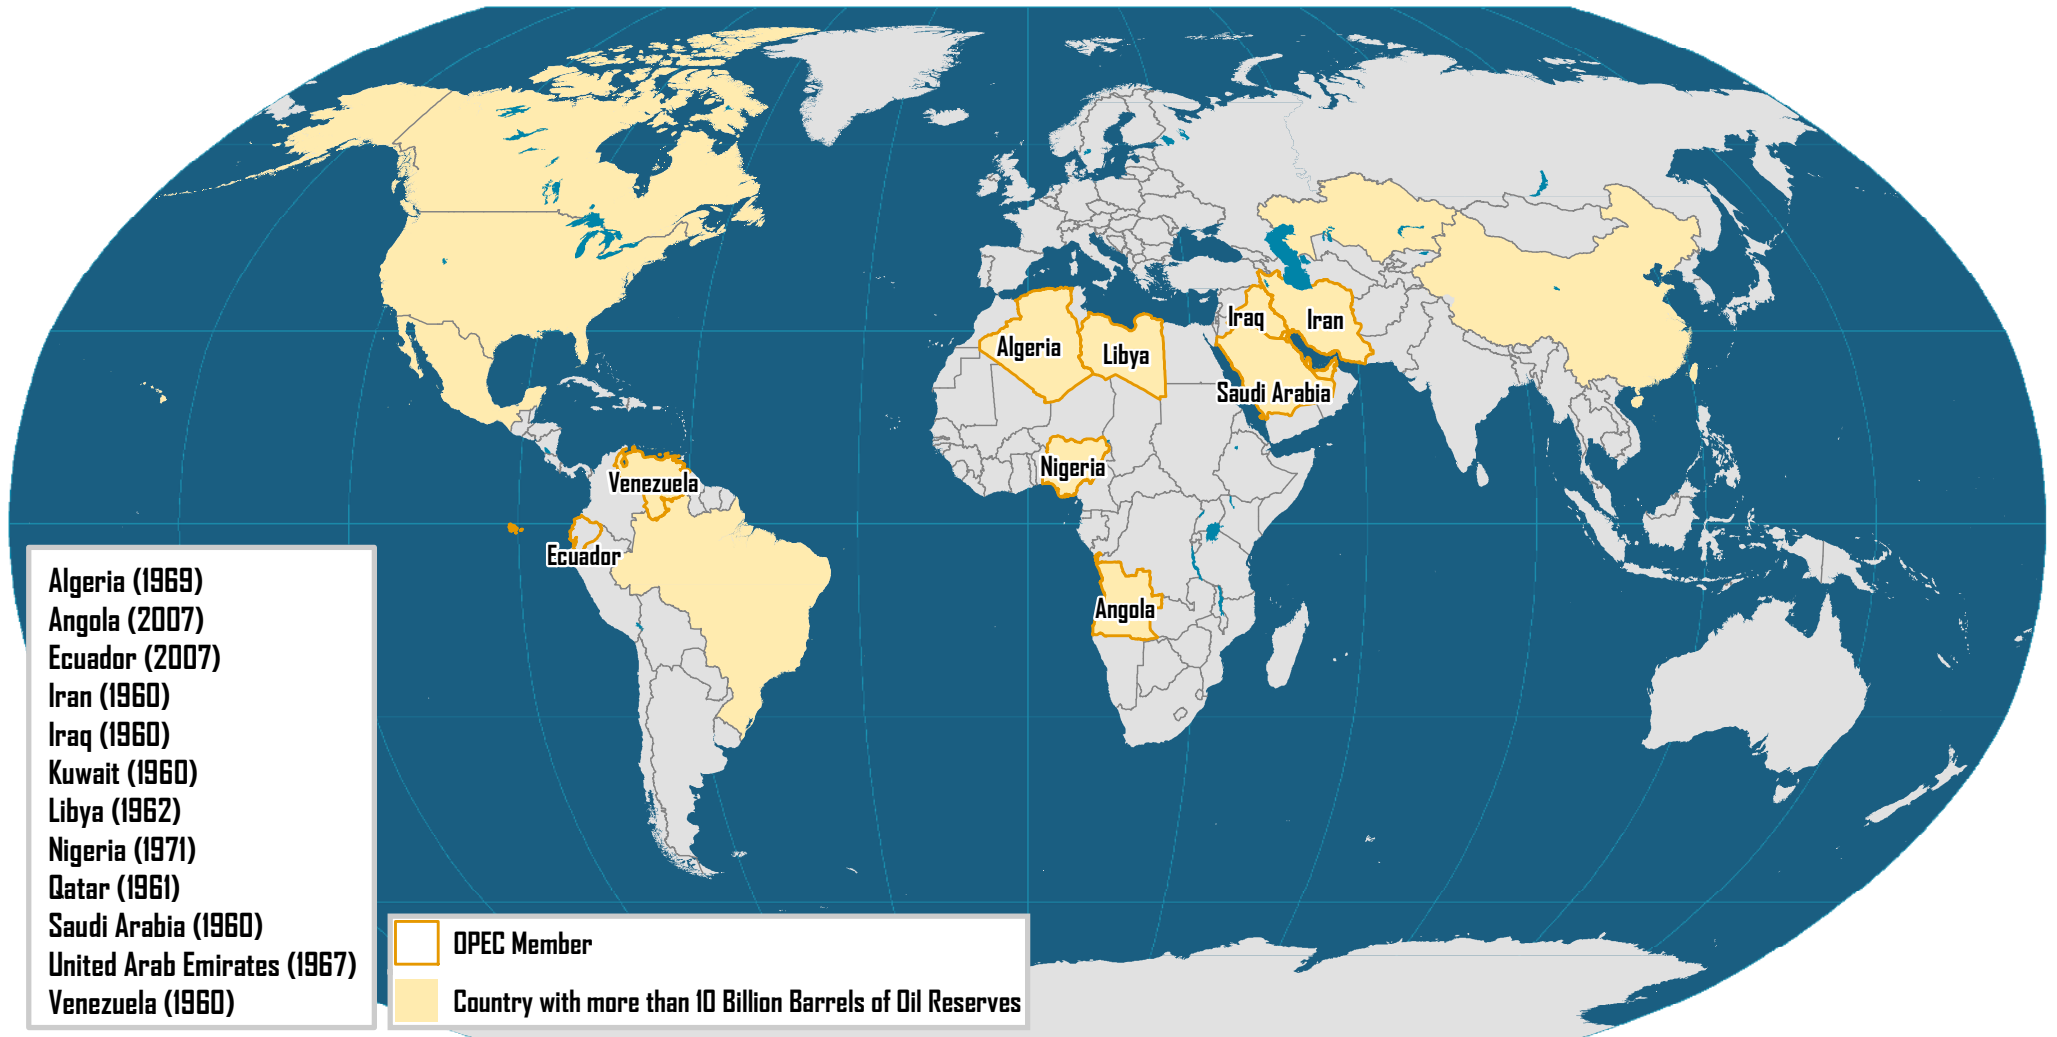 Iraq
Iran
Algeria
Libya
Saudi Arabia
Nigeria
Venezuela
Ecuador
Angola
Algeria (1969)
Angola (2007)
Ecuador (2007)
Iran (1960)
Iraq (1960)
Kuwait (1960)
Libya (1962)
Nigeria (1971)
Qatar (1961)
Saudi Arabia (1960)
United Arab Emirates (1967)
Venezuela (1960)
OPEC Member
Country with more than 10 Billion Barrels of Oil Reserves